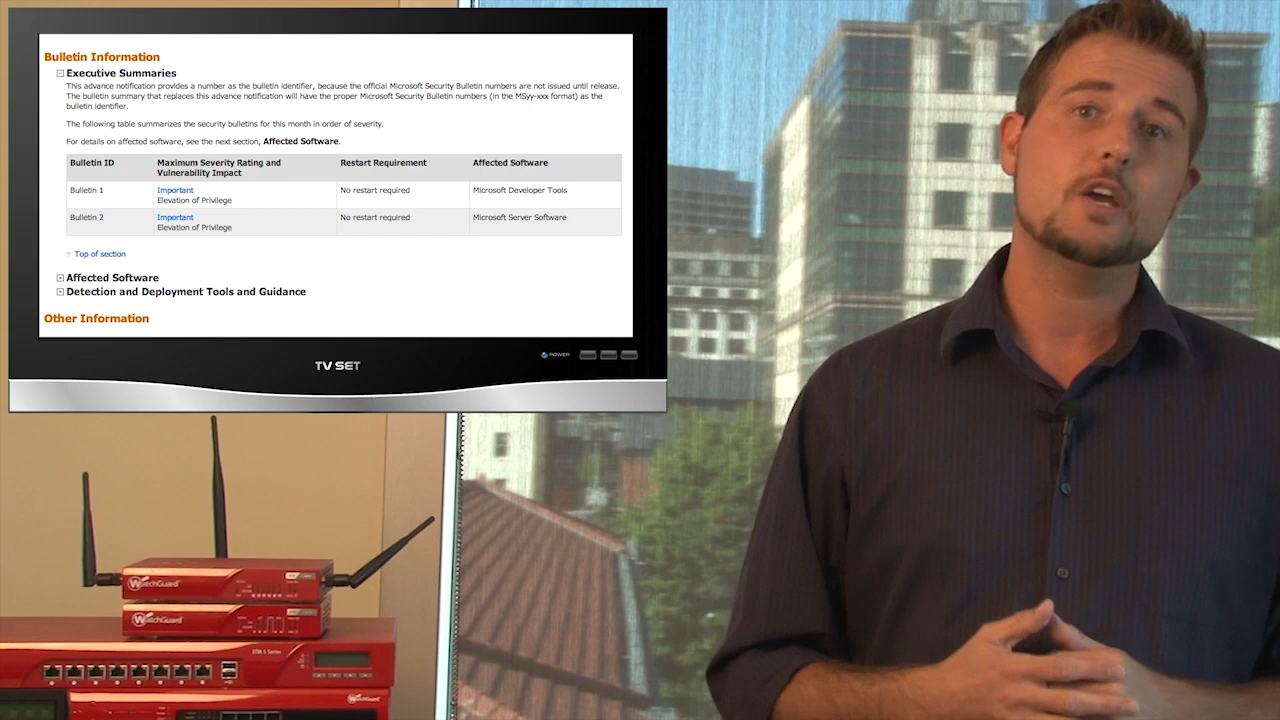 Bulletin Information
Executive Summaries
This advance notification provides a number as the bulletin identifier, because the official Microsoft Security Bulletin numbers are not issued until release.
The bulletin summary that replaces this advance notification will have the proper Microsoft Security Bulletin numbers (in the MSyy-xxx format) as the
bulletin identifier.
The following table summarizes the security bulletins for this month in order of severity.
For details on affected software, see the next section, Affected Software.
Bulletin ID Maximum Severity Rating and Vulnerability Impact Restart Requirement Affected Software
Bulletin 1 Important Elevation of Privilege No restart required Microsoft Developer Tools
Bulletin 2 Important Elevation of Privilege No restart required Microsoft Server Software
Top of section
Affected Software
Detection and Deployment Tools and Guidance
Other Information
POWER
TV SET
WatchGuard
WatchGuard
XTM 5 Series
WatchGuard